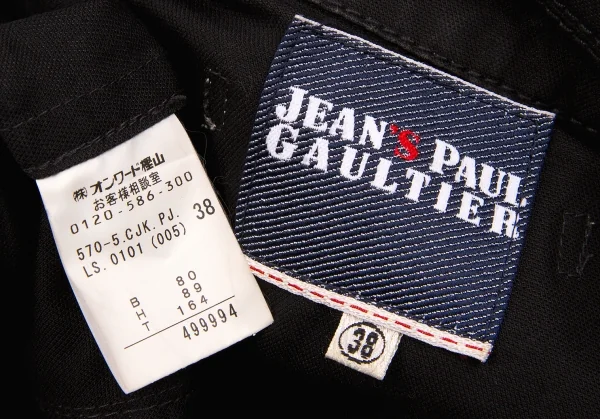 ㈱オンワード樫山
お客様相談室
0120-586-300
570-5.CJK.PJ. 38
LS.0101 (005)
B 80
H 89
T 164
499994
JEAN'S PAUL
GAULTIER
38